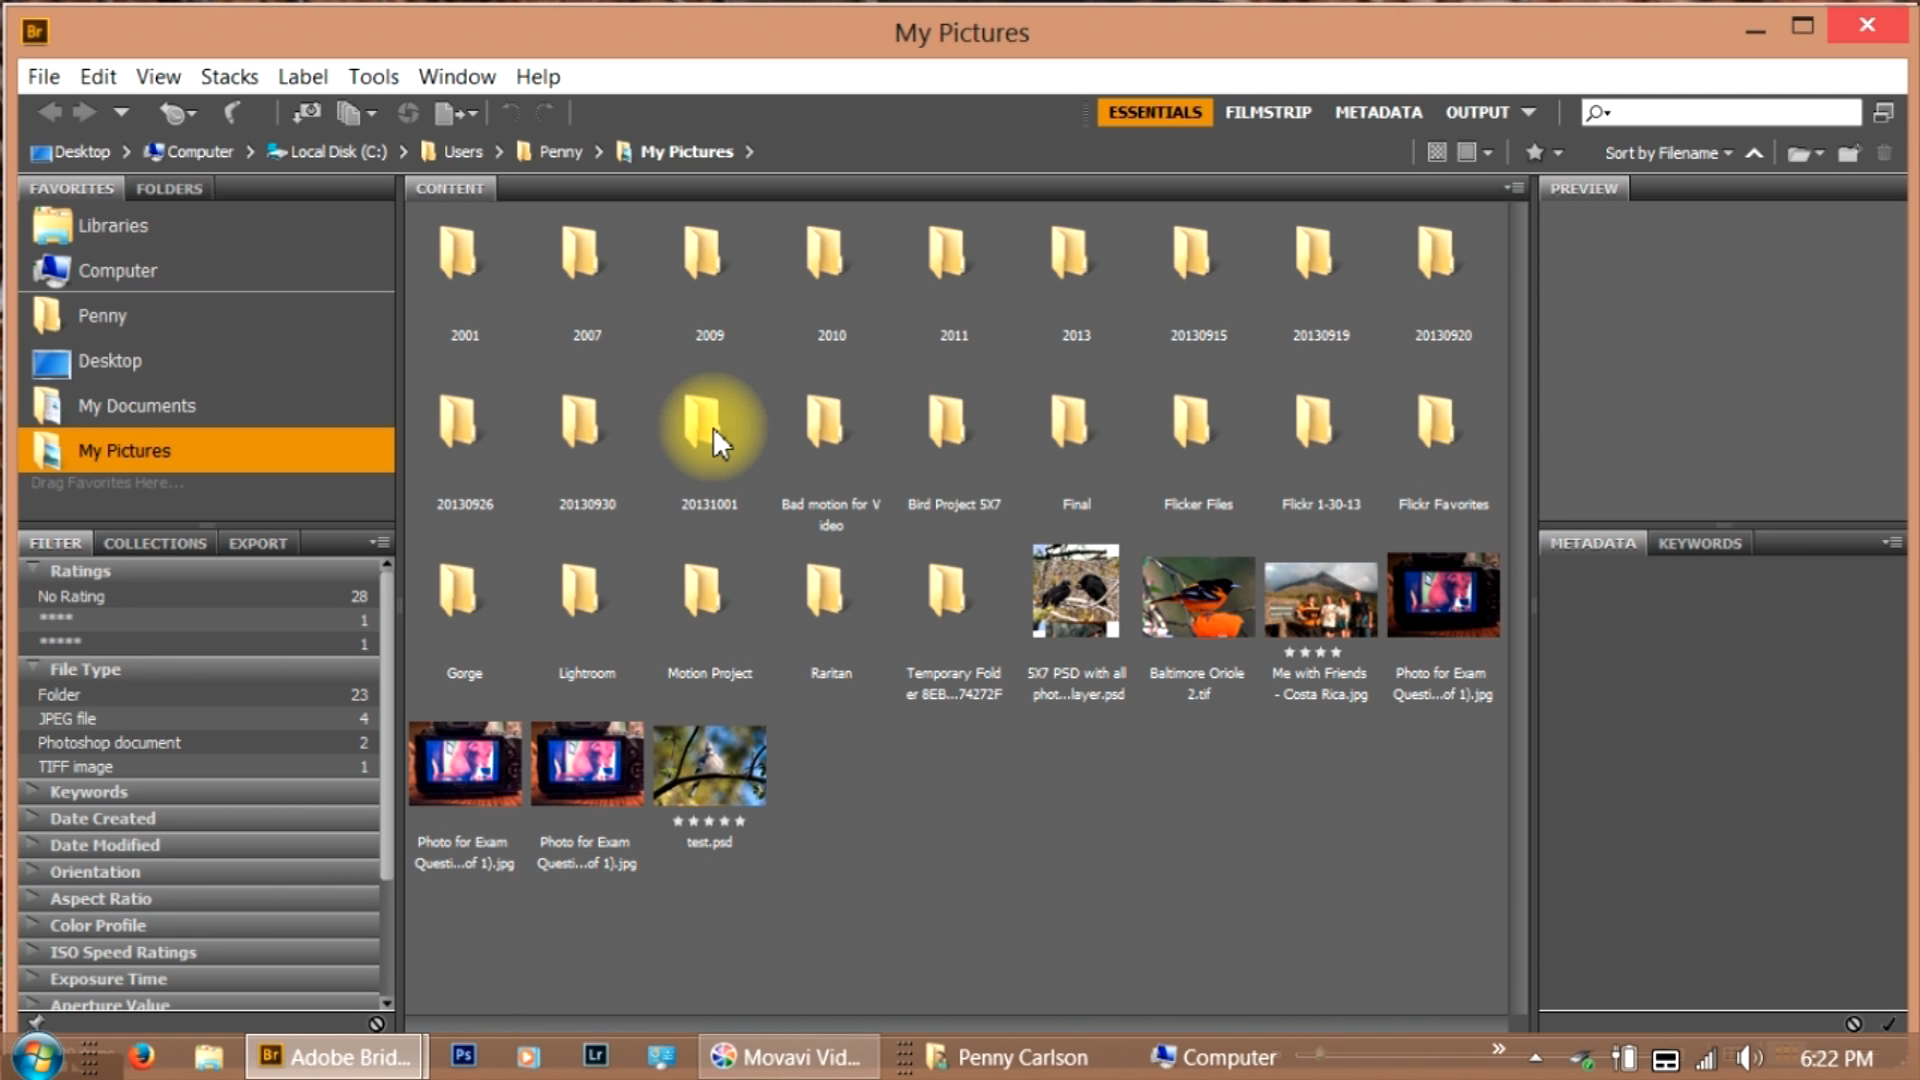 Br
My Pictures
File Edit View Stacks Label Tools Window Help
ESSENTIALS FILMSTRIP METADATA OUTPUT
Desktop > Computer > Local Disk (C:) > Users > Penny > My Pictures >
Sort by Filename
FAVORITES FOLDERS
Libraries
Computer
Penny
Desktop
My Documents
My Pictures
Drag Favorites Here...
FILTER COLLECTIONS EXPORT
Ratings
No Rating 28
**** 1
***** 1
File Type
Folder 23
JPEG file 4
Photoshop document 2
TIFF image 1
Keywords
Date Created
Date Modified
Orientation
Aspect Ratio
Color Profile
ISO Speed Ratings
Exposure Time
Aperture Value
CONTENT
2001 2007 2009 2010 2011 2013 20130915 20130919 20130920
20130926 20130930 20131001 Bad motion for V Bird Project 5X7 Final Flicker Files Flickr 1-30-13 Flickr Favorites
ideo
Gorge Lightroom Motion Project Raritan Temporary Fold 5X7 PSD with all Baltimore Oriole Me with Friends Photo for Exam
er 8EB...74272F phot...layer.psd 2.tif - Costa Rica.jpg Questi...of 1).jpg
Photo for Exam Photo for Exam test.psd
Questi...of 1).jpg Questi...of 1).jpg
PREVIEW
METADATA KEYWORDS
Br Adobe Brid... Ps Lr Movavi Vid... Penny Carlson Computer » 6:22 PM